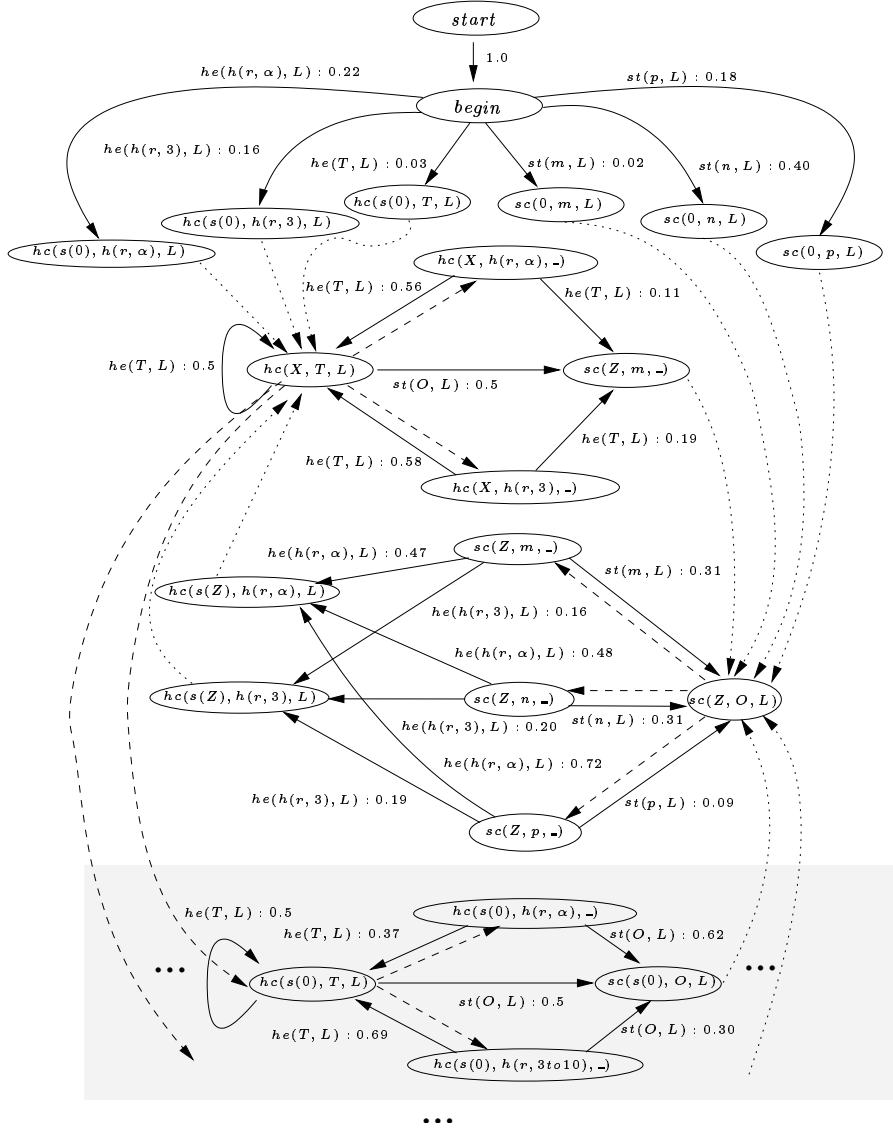 start
1.0
he(h(r, α), L) : 0.22
st(p, L) : 0.18
begin
he(h(r, 3), L) : 0.16
he(T, L) : 0.03
st(m, L) : 0.02
st(n, L) : 0.40
hc(s(0), T, L)
sc(0, m, L)
hc(s(0), h(r, 3), L)
sc(0, n, L)
hc(s(0), h(r, α), L)
sc(0, p, L)
hc(X, h(r, α), _)
he(T, L) : 0.56
he(T, L) : 0.11
he(T, L) : 0.5
hc(X, T, L)
sc(Z, m, _)
st(O, L) : 0.5
he(T, L) : 0.19
he(T, L) : 0.58
hc(X, h(r, 3), _)
sc(Z, m, _)
he(h(r, α), L) : 0.47
st(m, L) : 0.31
hc(s(Z), h(r, α), L)
he(h(r, 3), L) : 0.16
he(h(r, α), L) : 0.48
hc(s(Z), h(r, 3), L)
sc(Z, n, _)
sc(Z, O, L)
st(n, L) : 0.31
he(h(r, 3), L) : 0.20
he(h(r, α), L) : 0.72
he(h(r, 3), L) : 0.19
st(p, L) : 0.09
sc(Z, p, _)
he(T, L) : 0.5
hc(s(0), h(r, α), _)
he(T, L) : 0.37
st(O, L) : 0.62
...
...
hc(s(0), T, L)
sc(s(0), O, L)
st(O, L) : 0.5
he(T, L) : 0.69
st(O, L) : 0.30
hc(s(0), h(r, 3to10), _)
...